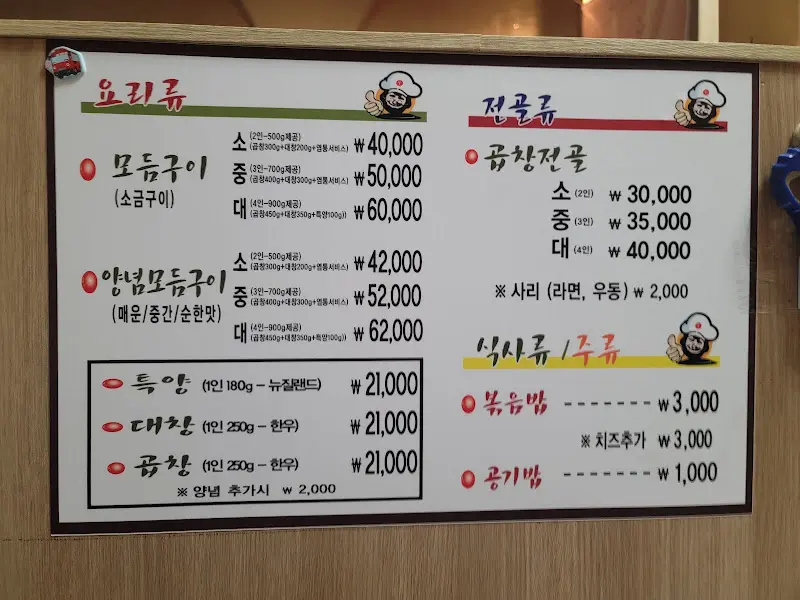 요리류
모듬구이
(소금구이)
소 (2인-500g제공) (곱창300g+대창200g+염통서비스) ₩40,000
중 (3인-700g제공) (곱창400g+대창300g+염통서비스) ₩50,000
대 (4인-900g제공) (곱창450g+대창350g+특양100g)) ₩60,000
양념모듬구이
(매운/중간/순한맛)
소 (2인-500g제공) (곱창300g+대창200g+염통서비스) ₩42,000
중 (3인-700g제공) (곱창400g+대창300g+염통서비스) ₩52,000
대 (4인-900g제공) (곱창450g+대창350g+특양100g)) ₩62,000
특양 (1인 180g - 뉴질랜드) ₩21,000
대창 (1인 250g - 한우) ₩21,000
곱창 (1인 250g - 한우) ₩21,000
※ 양념 추가시 ₩ 2,000
전골류
곱창전골
소 (2인) ₩ 30,000
중 (3인) ₩ 35,000
대 (4인) ₩ 40,000
※ 사리 (라면, 우동) ₩ 2,000
식사류 / 주류
볶음밥 - - - - - - - ₩3,000
※ 치즈추가 ₩3,000
공기밥 - - - - - - - ₩1,000